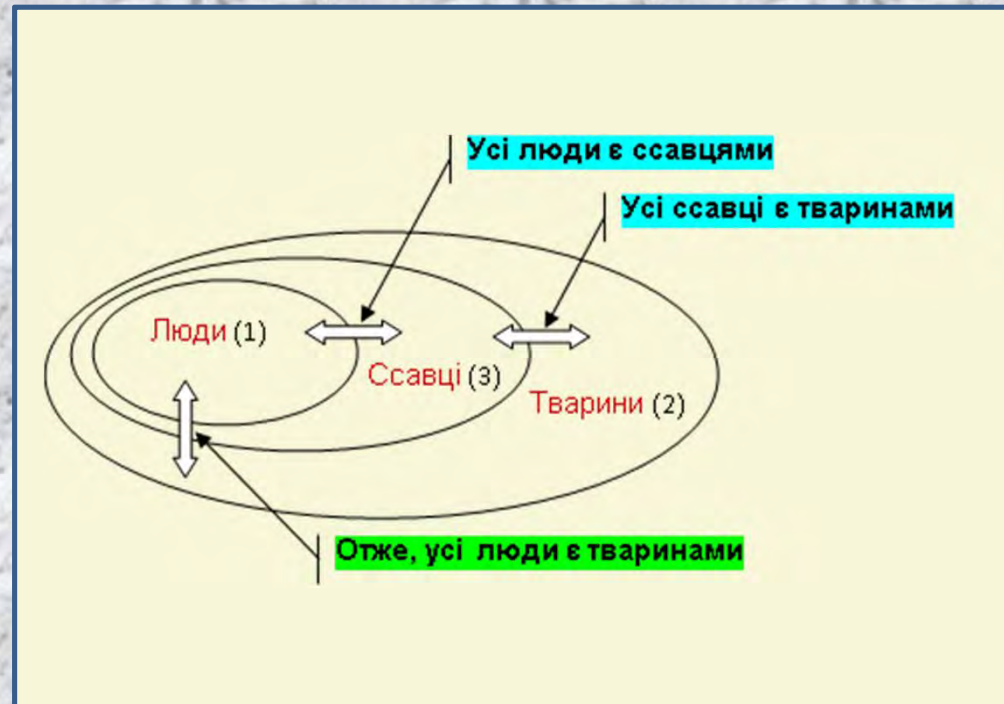 Усі люди є ссавцями
Усі ссавці є тваринами
Люди (1)
Ссавці (3)
Тварини (2)
Отже, усі люди є тваринами